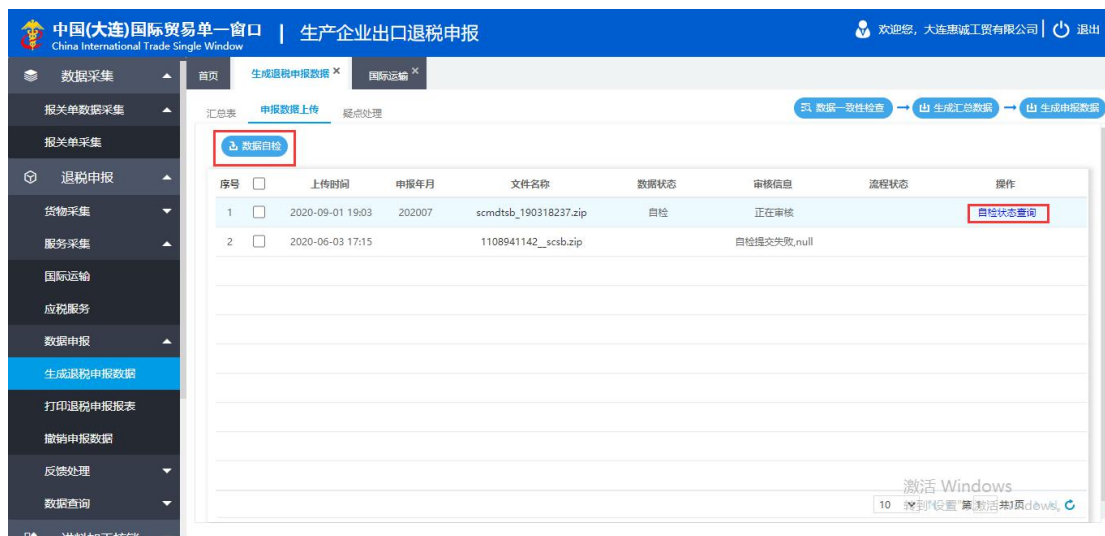 中国(大连)国际贸易单一窗口 | 生产企业出口退税申报
China International Trade Single Window
欢迎您，大连惠诚工贸有限公司 | 退出
数据采集
首页 生成退税申报数据 × 国际运输 ×
报关单数据采集
汇总表 申报数据上传 疑点处理
数据一致性检查 → 生成汇总数据 → 生成申报数据
报关单采集
数据自检
退税申报
序号 上传时间 申报年月 文件名称 数据状态 审核信息 流程状态 操作
货物采集
1 2020-09-01 19:03 202007 scmdtsb_190318237.zip 自检 正在审核 自检状态查询
服务采集
2 2020-06-03 17:15 1108941142__scsb.zip 自检提交失败,null
国际运输
应税服务
数据申报
生成退税申报数据
打印退税申报报表
撤销申报数据
反馈处理
激活 Windows
数据查询
10 转到"设置" 第 1 共1页